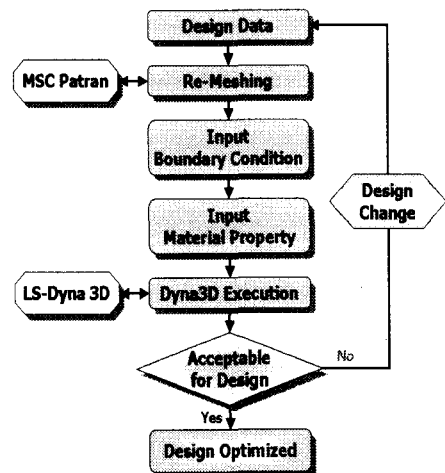 Design Data
MSC Patran
Re-Meshing
Input
Boundary Condition
Design
Change
Input
Material Property
LS-Dyna 3D
Dyna3D Execution
Acceptable
for Design
No
Yes
Design Optimized